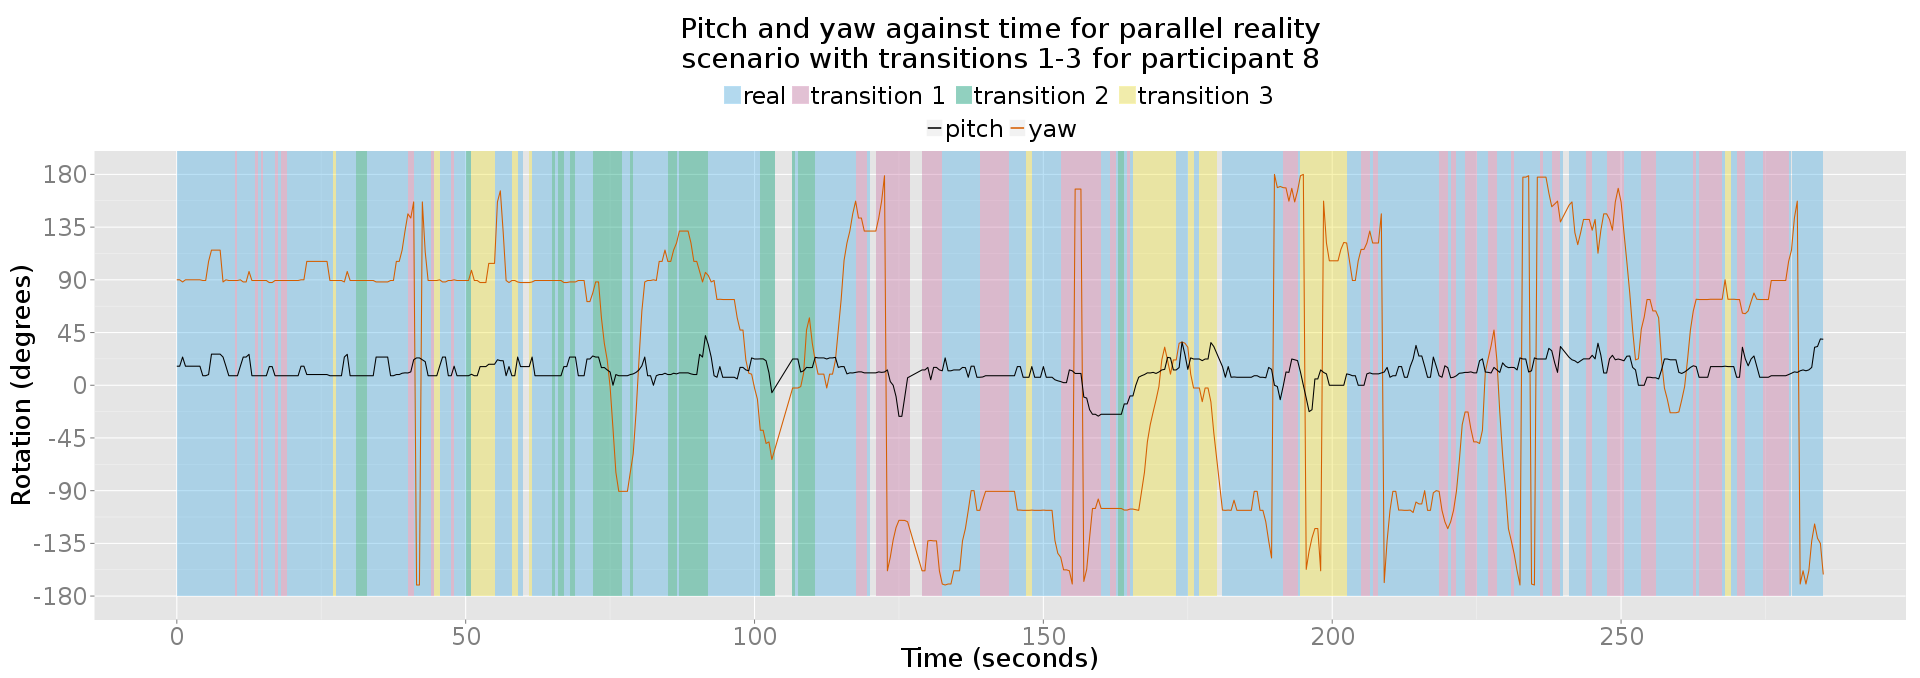 Pitch and yaw against time for parallel reality
scenario with transitions 1-3 for participant 8
real transition 1 transition 2 transition 3
pitch yaw
Rotation (degrees)
180
135
90
45
0
-45
-90
-135
-180
0 50 100 150 200 250
Time (seconds)